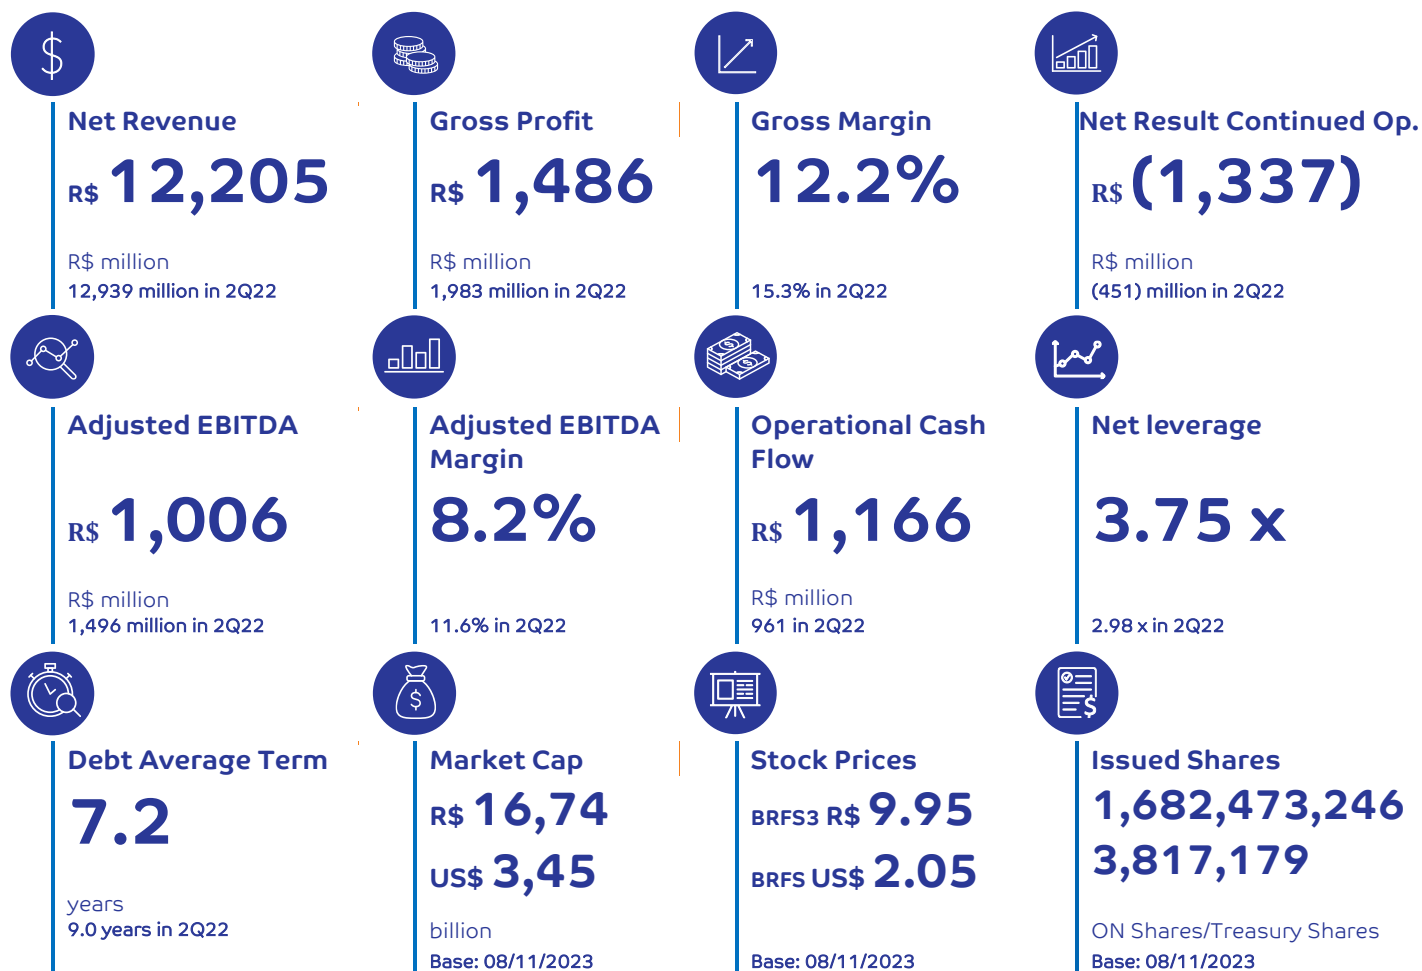 Net Revenue
R$ 12,205
R$ million
12,939 million in 2Q22
Gross Profit
R$ 1,486
R$ million
1,983 million in 2Q22
Gross Margin
12.2%
15.3% in 2Q22
Net Result Continued Op.
R$ (1,337)
R$ million
(451) million in 2Q22
Adjusted EBITDA
R$ 1,006
R$ million
1,496 million in 2Q22
Adjusted EBITDA
Margin
8.2%
11.6% in 2Q22
Operational Cash
Flow
R$ 1,166
R$ million
961 in 2Q22
Net leverage
3.75 x
2.98 x in 2Q22
Debt Average Term
7.2
years
9.0 years in 2Q22
Market Cap
R$ 16,74
US$ 3,45
billion
Base: 08/11/2023
Stock Prices
BRFS3 R$ 9.95
BRFS US$ 2.05
Base: 08/11/2023
Issued Shares
1,682,473,246
3,817,179
ON Shares/Treasury Shares
Base: 08/11/2023